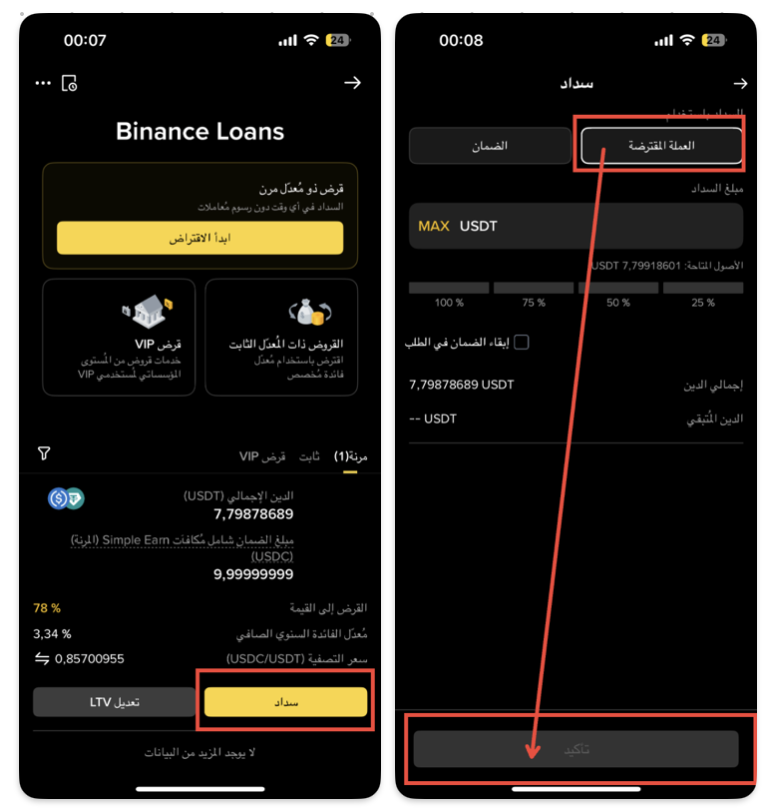 00:07
24
Binance Loans
قرض ذو مُعدّل مرن
السداد في أي وقت دون رسوم مُعاملات
ابدأ الاقتراض
القروض ذات المُعدّل الثابت
اقترض باستخدام مُعدّل
فائدة مُخصص
قرض VIP
خدمات قروض من المُستوى
المؤسساتي لمُستخدمي VIP
مرنة(1) ثابت قرض VIP
الدين الإجمالي (USDT)
7,79878689
مبلغ الضمان شامل مُكافآت Simple Earn (المرنة)
(USDC)
9,99999999
القرض إلى القيمة 78 %
مُعدّل الفائدة السنوي الصافي 3,34 %
سعر التصفية (USDC/USDT) 0,85700955
سداد
تعديل LTV
لا يوجد المزيد من البيانات
00:08
24
سداد
السداد باستخدام
العملة المقترضة
الضمان
مبلغ السداد
MAX USDT
الأصول المتاحة: 7,79918601 USDT
100 % 75 % 50 % 25 %
إبقاء الضمان في الطلب
إجمالي الدين 7,79878689 USDT
الدين المُتبقي -- USDT
تأكيد